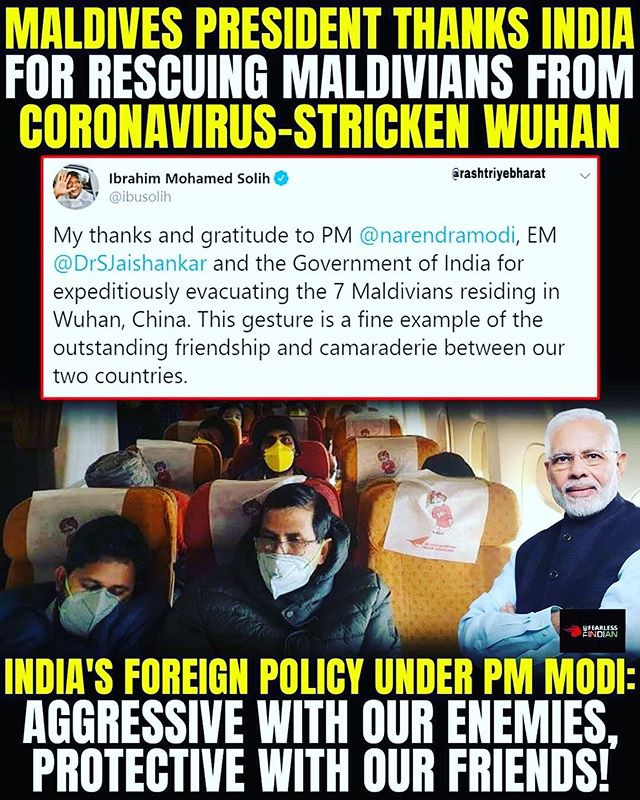 MALDIVES PRESIDENT THANKS INDIA
FOR RESCUING MALDIVIANS FROM
CORONAVIRUS-STRICKEN WUHAN
Ibrahim Mohamed Solih
@rashtriyebharat
@ibusolih
My thanks and gratitude to PM @narendramodi, EM
@DrSJaishankar and the Government of India for
expeditiously evacuating the 7 Maldivians residing in
Wuhan, China. This gesture is a fine example of the
outstanding friendship and camaraderie between our
two countries.
FEARLESS
INDIAN
INDIA'S FOREIGN POLICY UNDER PM MODI:
AGGRESSIVE WITH OUR ENEMIES,
PROTECTIVE WITH OUR FRIENDS!